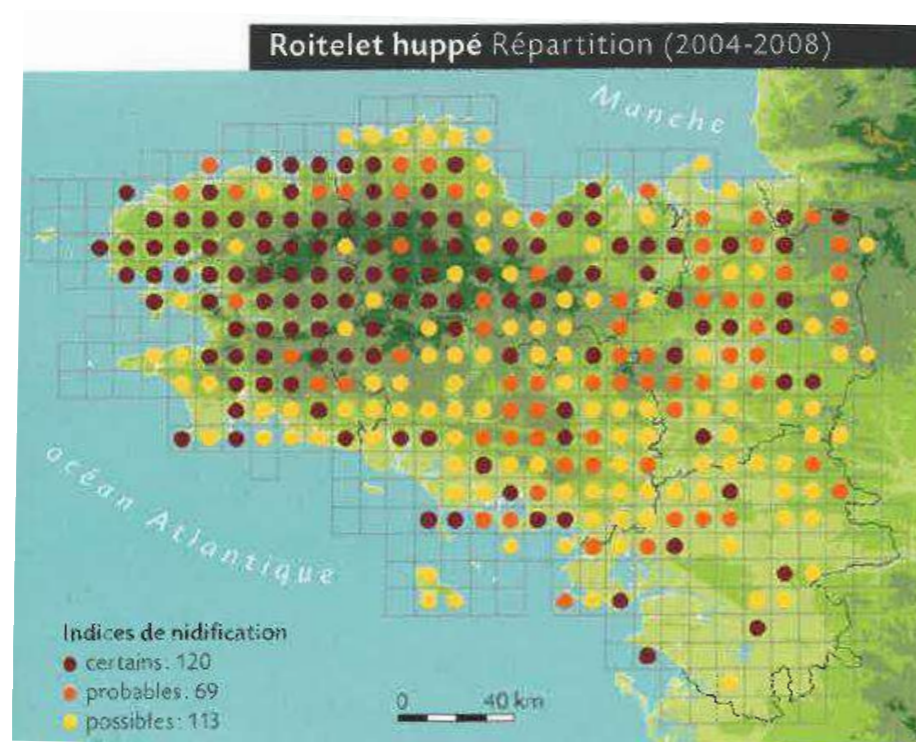 Roitelet huppé Répartition (2004-2008)
Manche
océan Atlantique
Indices de nidification
certains: 120
probables: 69
possibles: 113
0 40 km